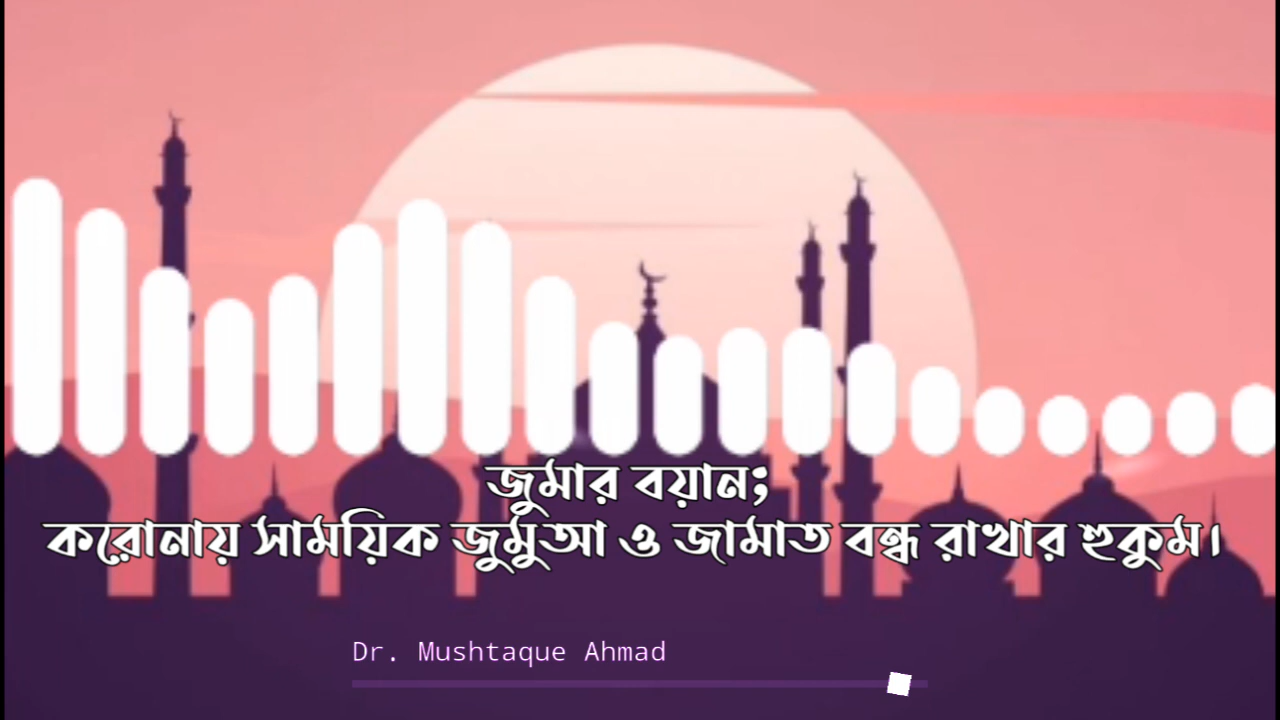 জুমার বয়ান;
করোনায় সাময়িক জুমুআ ও জামাত বন্ধ রাখার হুকুম।
Dr. Mushtaque Ahmad